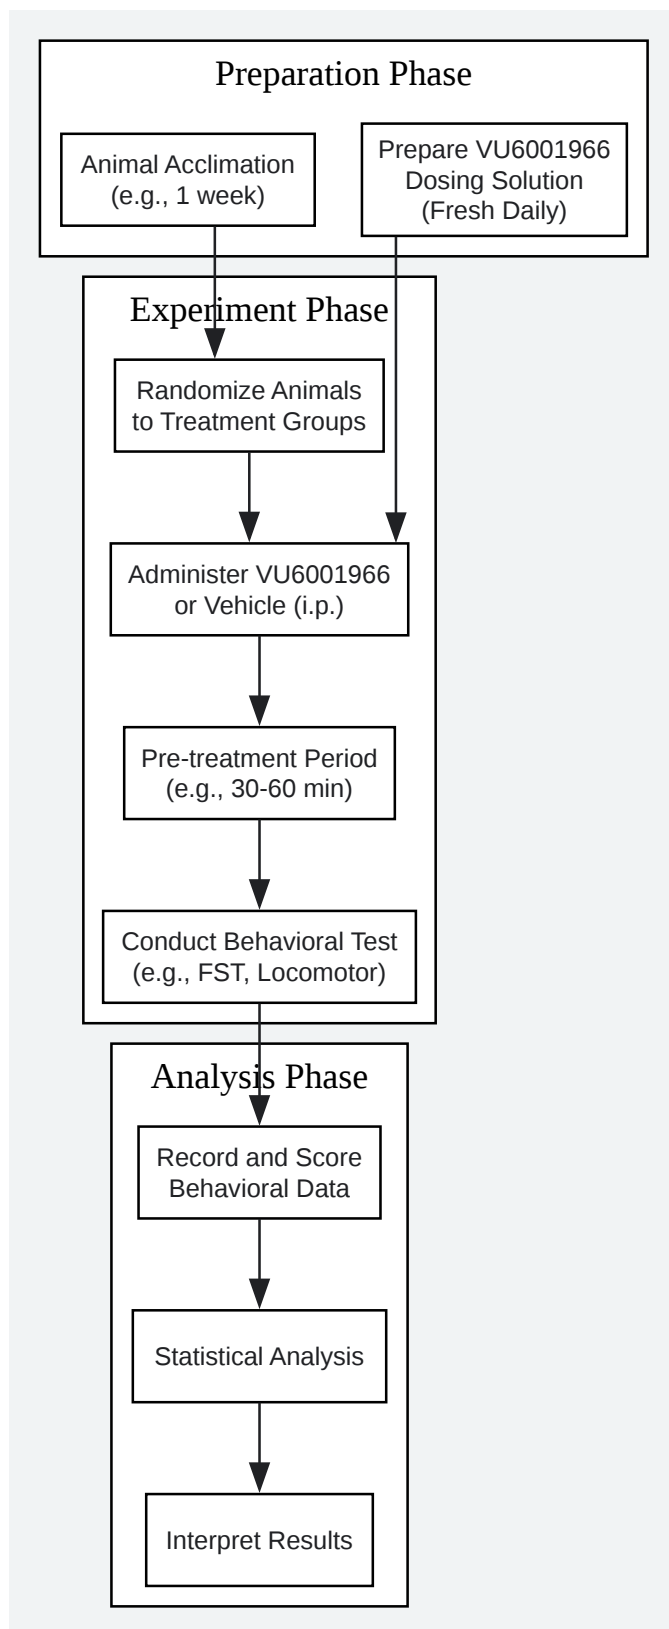 Preparation Phase
Animal Acclimation
(e.g., 1 week)
Prepare VU6001966
Dosing Solution
(Fresh Daily)
Experiment Phase
Randomize Animals
to Treatment Groups
Administer VU6001966
or Vehicle (i.p.)
Pre-treatment Period
(e.g., 30-60 min)
Conduct Behavioral Test
(e.g., FST, Locomotor)
Analysis Phase
Record and Score
Behavioral Data
Statistical Analysis
Interpret Results